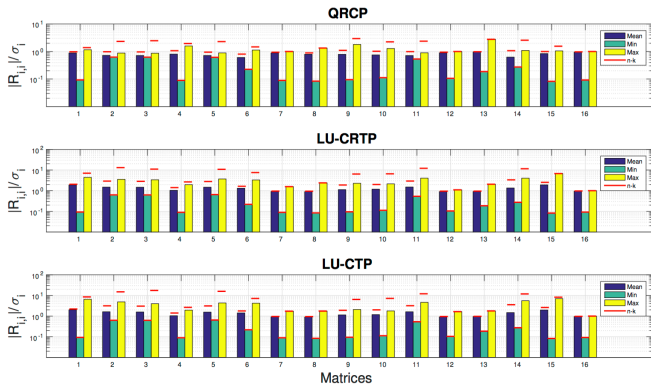 QRCP
|R_{i,i}|/σ_i
10^1
10^0
10^{-1}
Mean
Min
Max
n-k
1 2 3 4 5 6 7 8 9 10 11 12 13 14 15 16
LU-CRTP
|R_{i,i}|/σ_i
10^2
10^1
10^0
10^{-1}
10^{-2}
Mean
Min
Max
n-k
1 2 3 4 5 6 7 8 9 10 11 12 13 14 15 16
LU-CTP
|R_{i,i}|/σ_i
10^2
10^1
10^0
10^{-1}
10^{-2}
Mean
Min
Max
n-k
1 2 3 4 5 6 7 8 9 10 11 12 13 14 15 16
Matrices